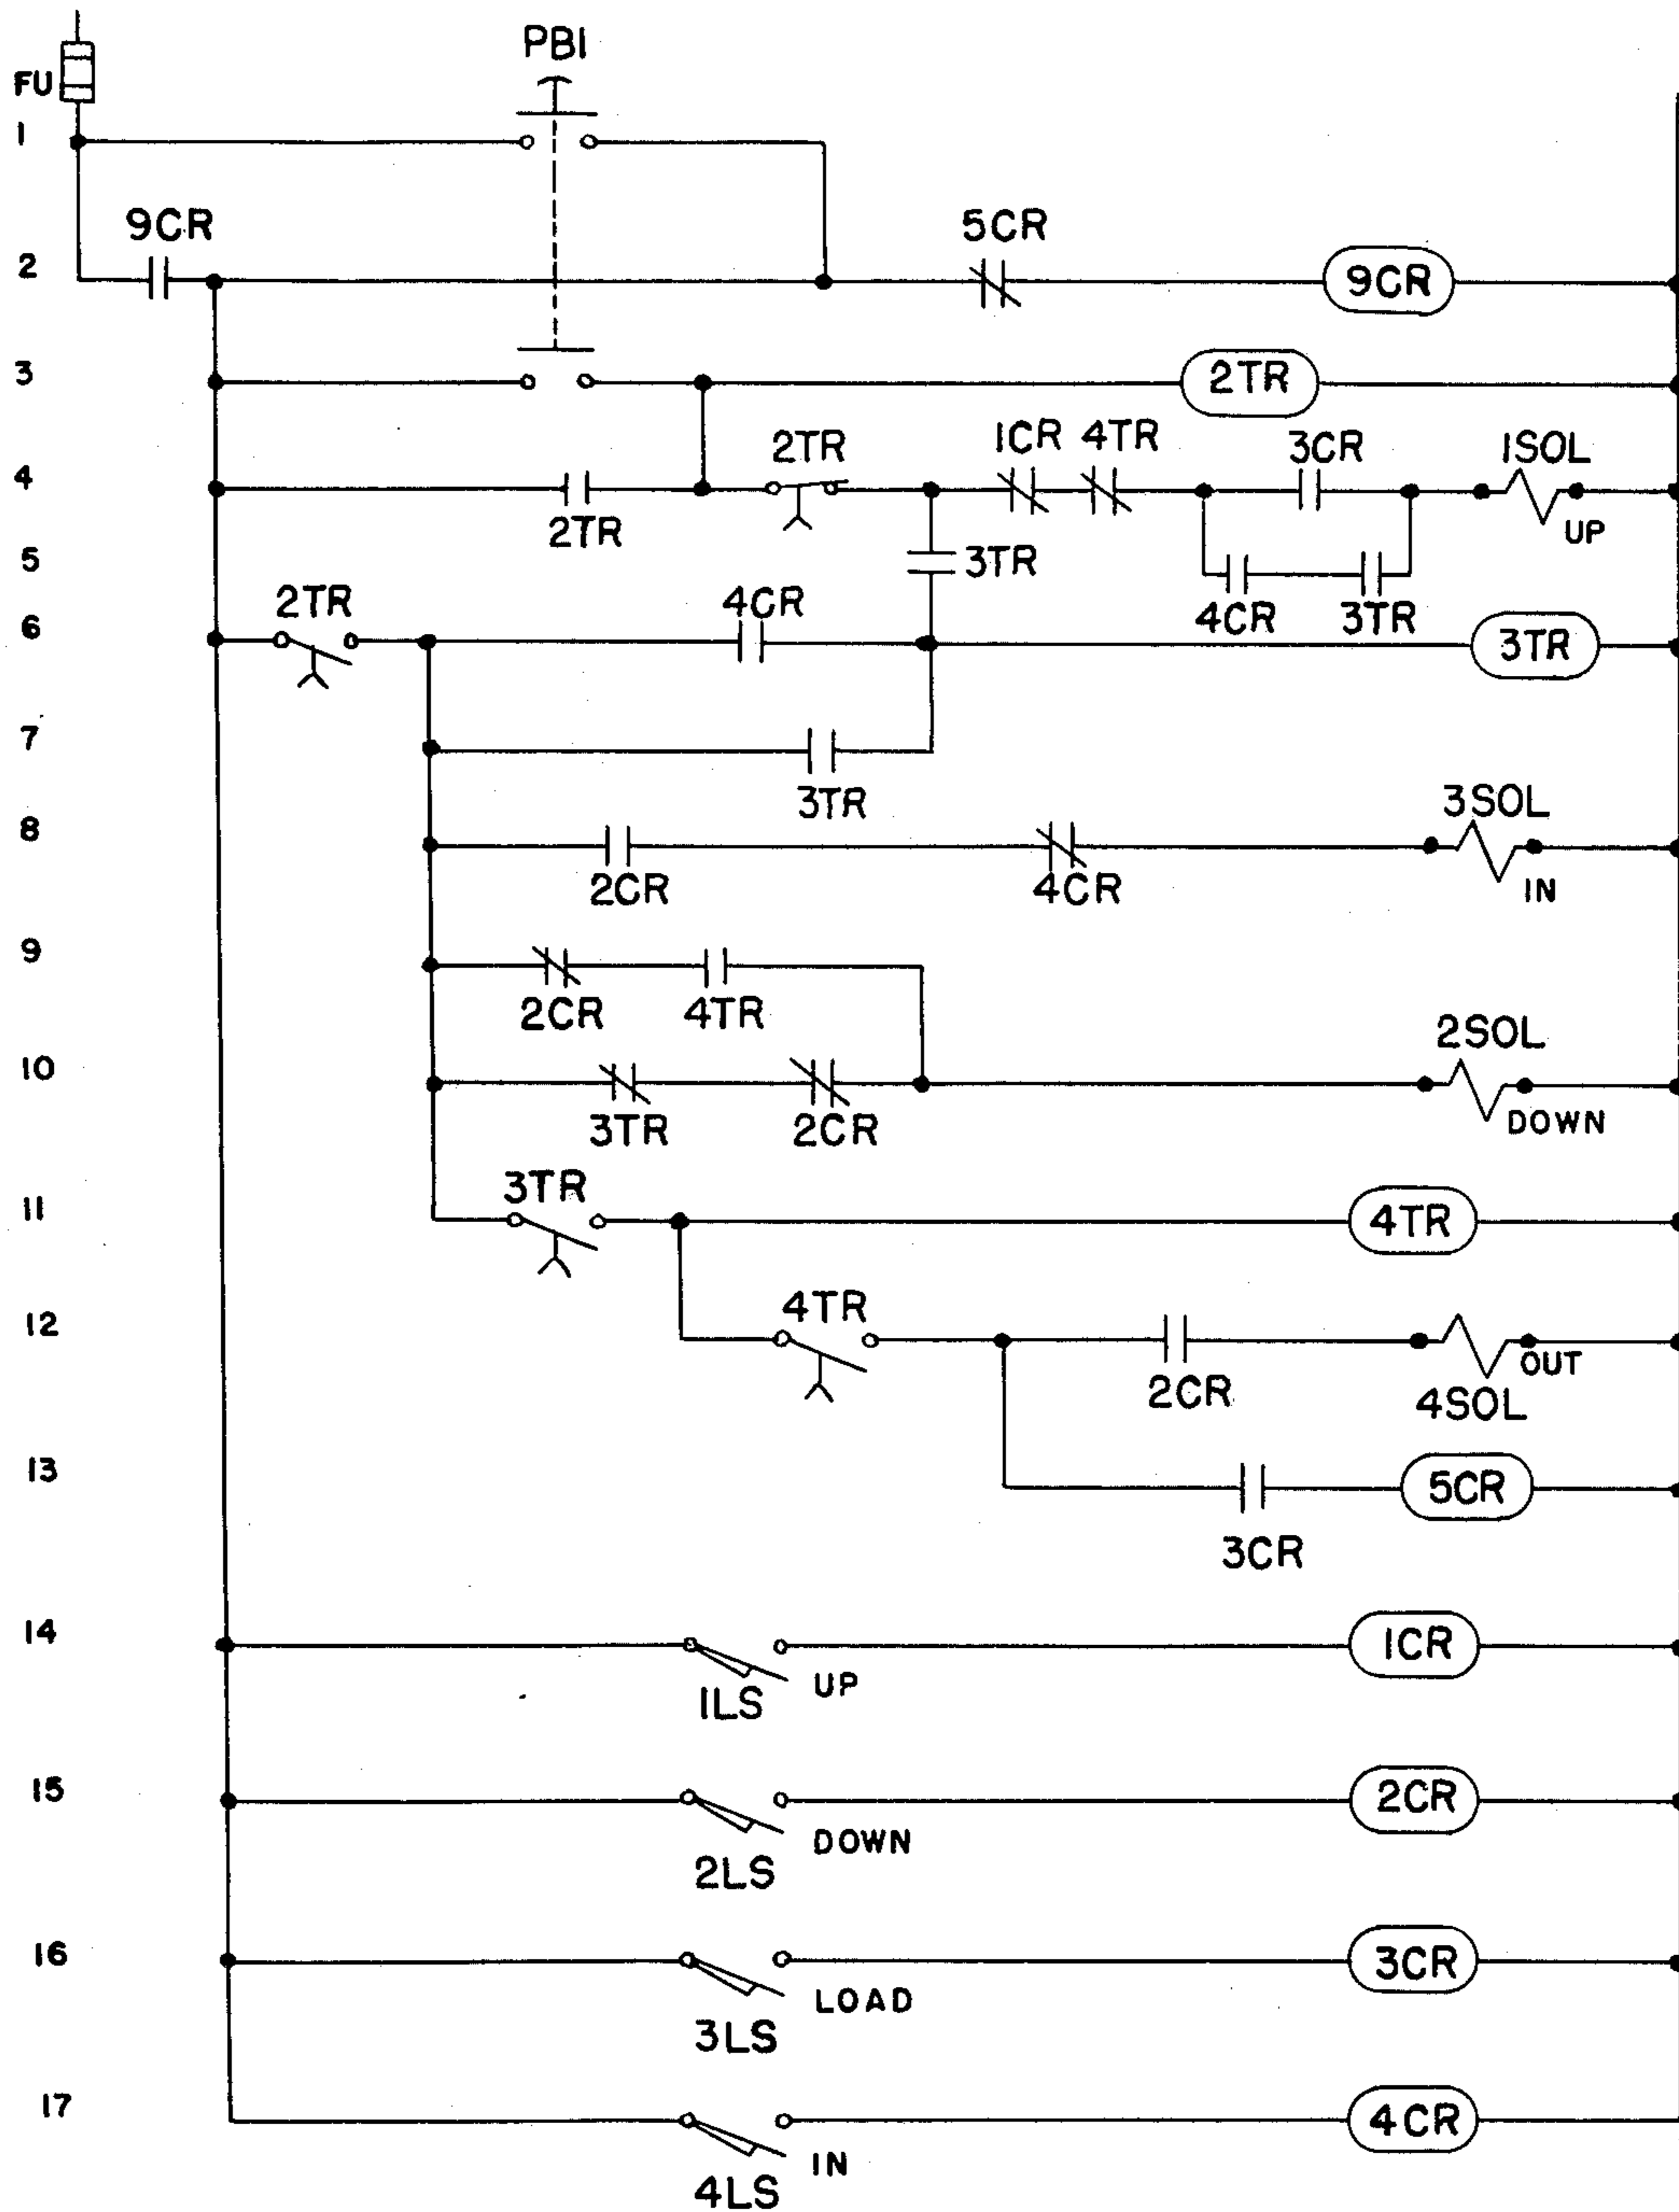 PB1
FU
1
9CR
5CR
2
9CR
3
2TR
2TR
1CR
4TR
3CR
1SOL
4
2TR
UP
5
3TR
4CR
3TR
2TR
4CR
6
3TR
7
3TR
3SOL
8
2CR
4CR
IN
9
2CR
4TR
2SOL
10
3TR
2CR
DOWN
3TR
11
4TR
4TR
12
OUT
2CR
4SOL
13
5CR
3CR
14
1CR
1LS
UP
15
2CR
DOWN
2LS
16
3CR
LOAD
3LS
17
4CR
IN
4LS